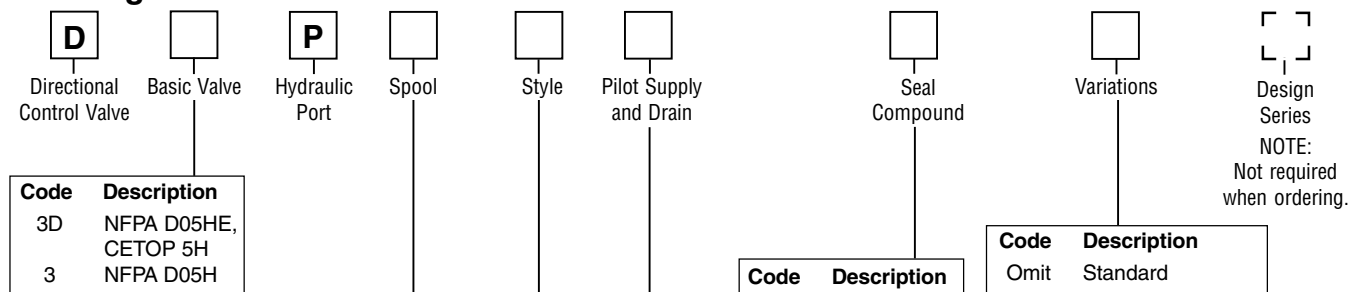 D P
Directional Control Valve
Basic Valve
Hydraulic Port
Spool
Style
Pilot Supply and Drain
Seal Compound
Variations
Design Series
NOTE:
Not required
when ordering.
Code Description
3D NFPA D05HE,
CETOP 5H
3 NFPA D05H
Code Description
Code Description
Omit Standard